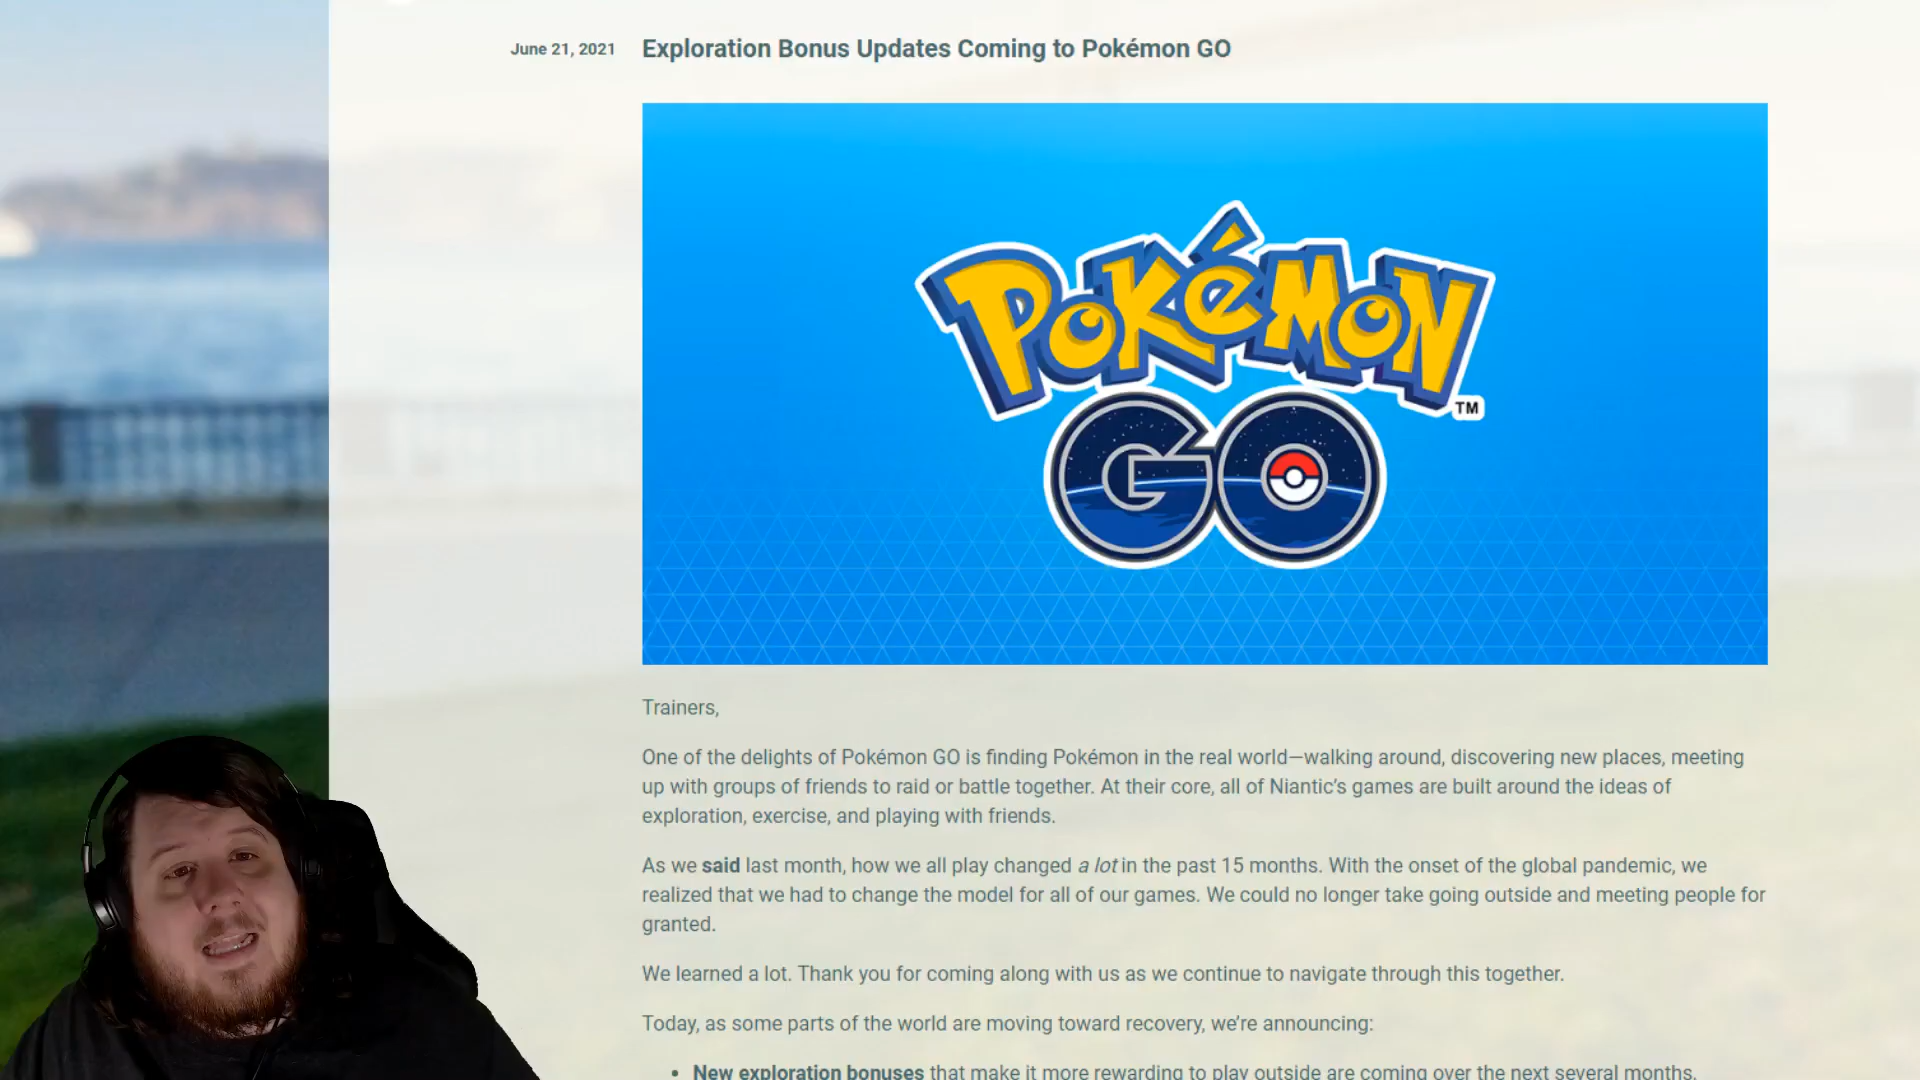 June 21, 2021 Exploration Bonus Updates Coming to Pokémon GO
POKéMON
TM
GO
Trainers,
One of the delights of Pokémon GO is finding Pokémon in the real world—walking around, discovering new places, meeting
up with groups of friends to raid or battle together. At their core, all of Niantic’s games are built around the ideas of
exploration, exercise, and playing with friends.
As we said last month, how we all play changed a lot in the past 15 months. With the onset of the global pandemic, we
realized that we had to change the model for all of our games. We could no longer take going outside and meeting people for
granted.
We learned a lot. Thank you for coming along with us as we continue to navigate through this together.
Today, as some parts of the world are moving toward recovery, we’re announcing:
• New exploration bonuses that make it more rewarding to play outside are coming over the next several months.